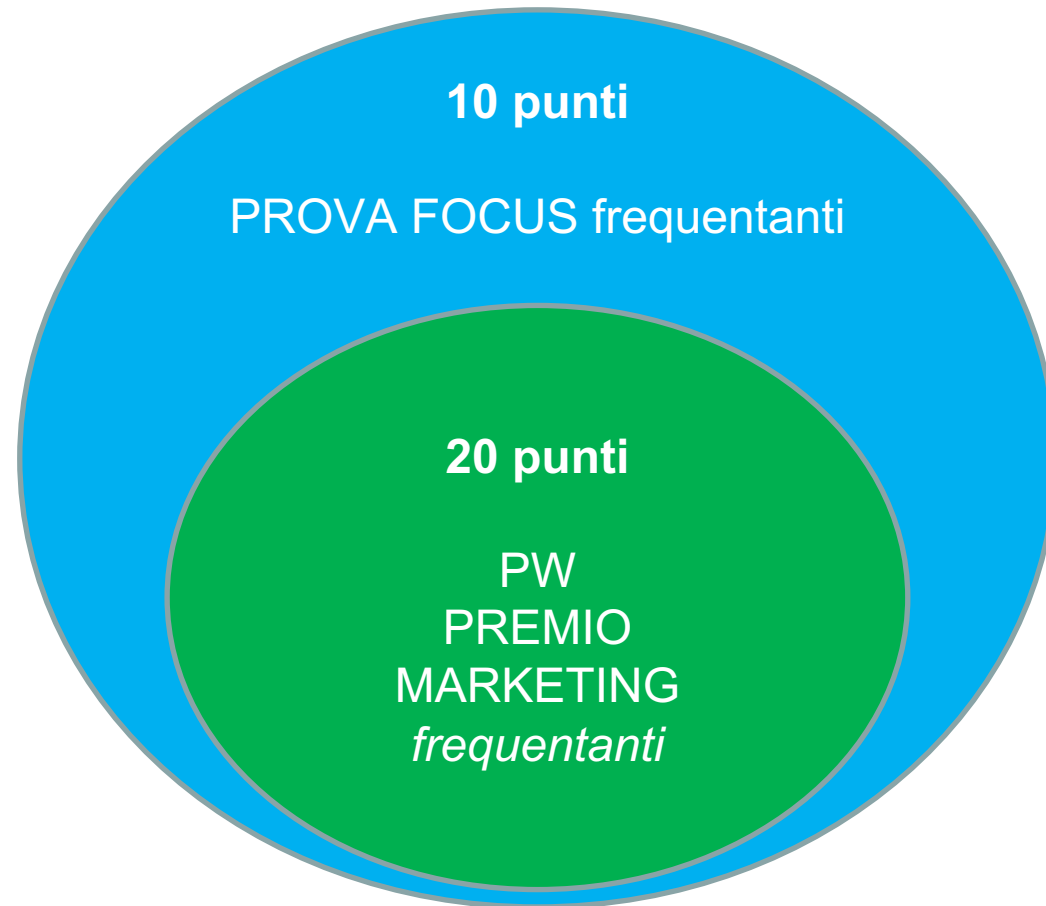 10 punti
PROVA FOCUS frequentanti
20 punti
PW
PREMIO
MARKETING
frequentanti